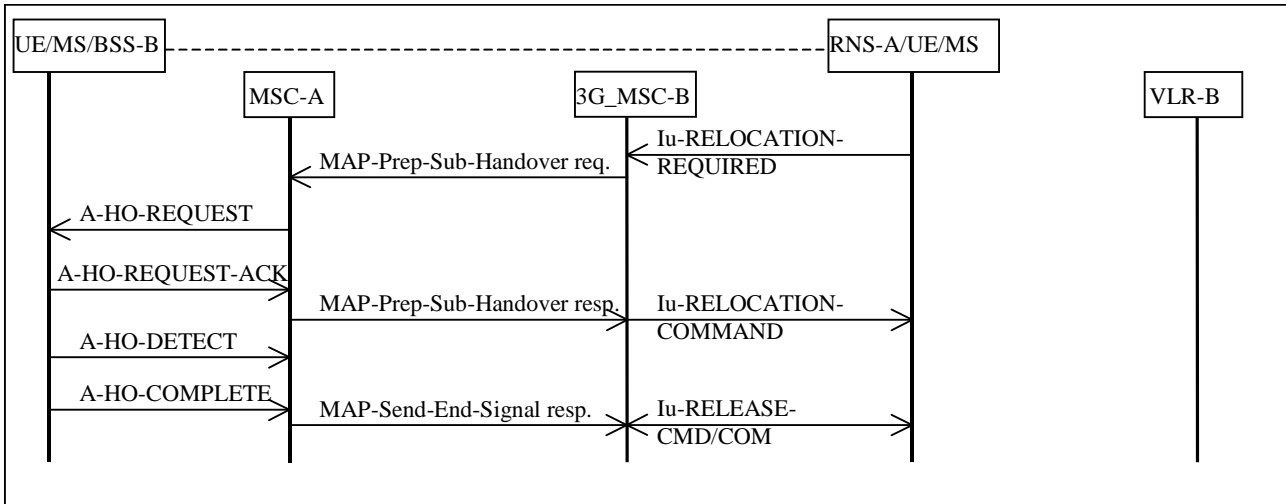 UE/MS/BSS-B
RNS-A/UE/MS
MSC-A
3G_MSC-B
VLR-B
Iu-RELOCATION-
REQUIRED
MAP-Prep-Sub-Handover req.
A-HO-REQUEST
A-HO-REQUEST-ACK
MAP-Prep-Sub-Handover resp.
Iu-RELOCATION-
COMMAND
A-HO-DETECT
A-HO-COMPLETE
MAP-Send-End-Signal resp.
Iu-RELEASE-
CMD/COM